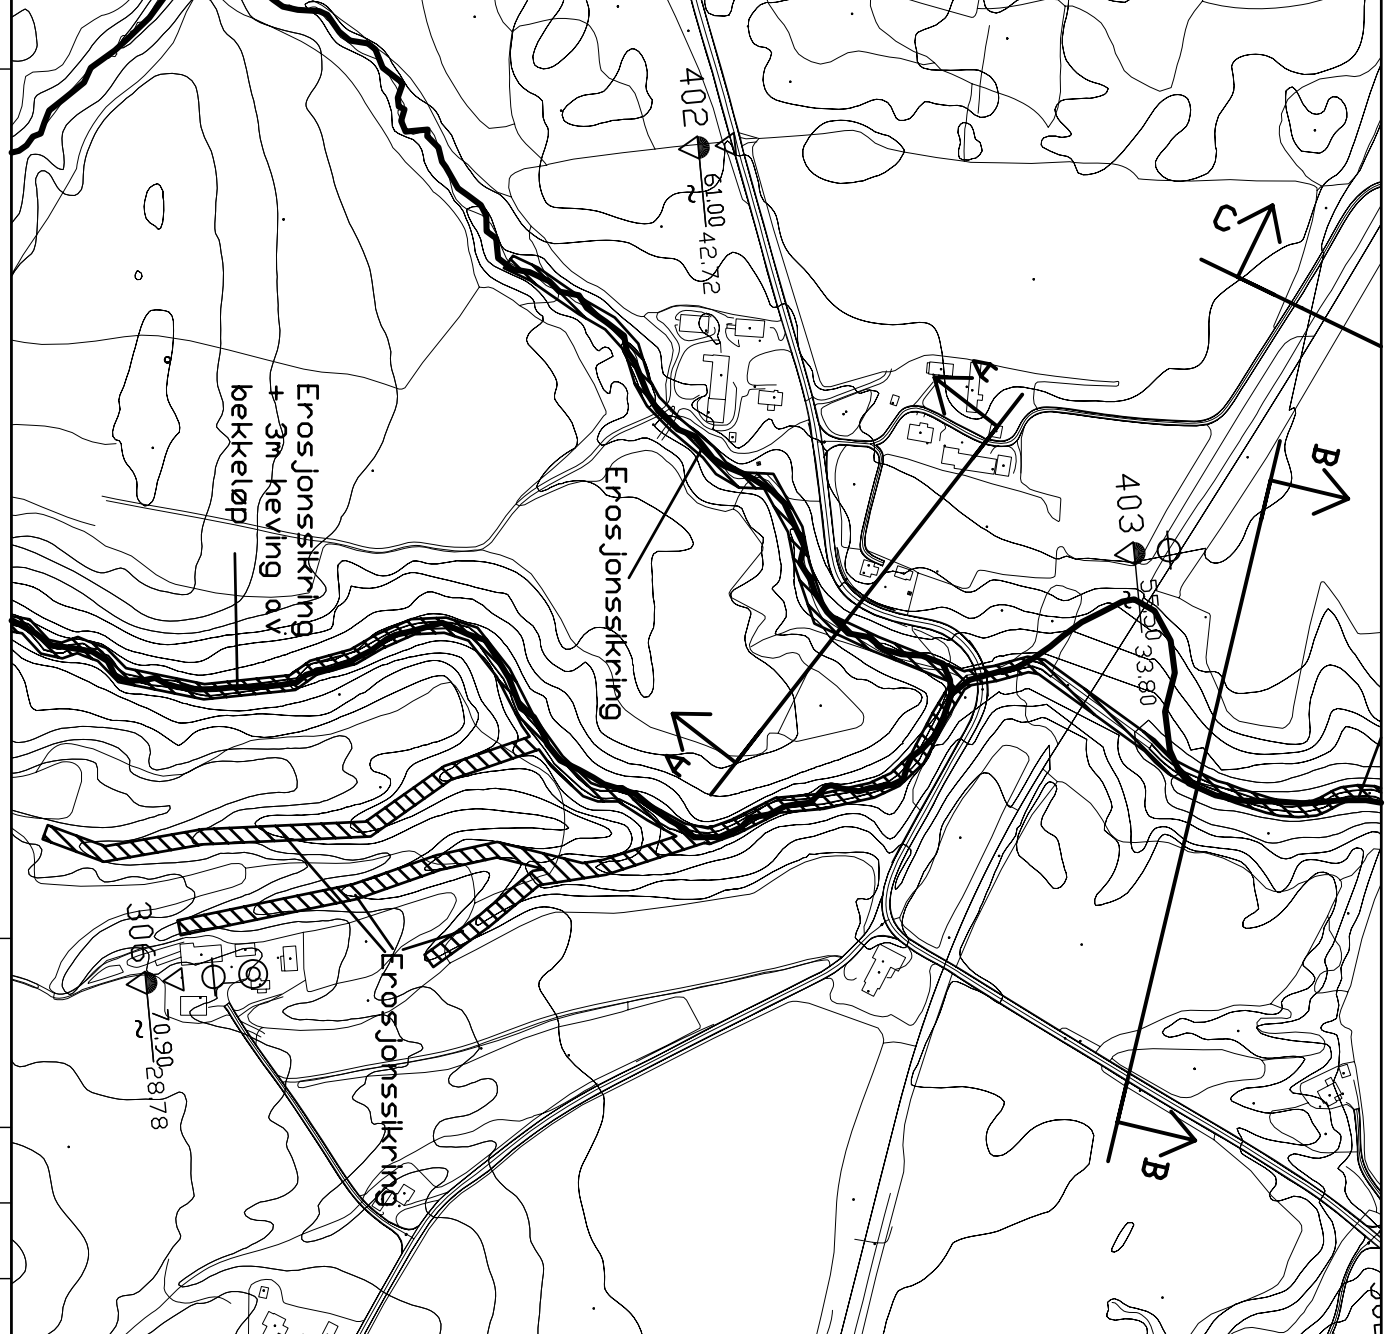 402
61.00
~ 42.72
C
A
B
403
~ 33.80
Erosjonssikring
+ 3m heving av
bekkeløp
Erosjonssikring
A
306
70.90
~ 28.78
Erosjonssikring
B